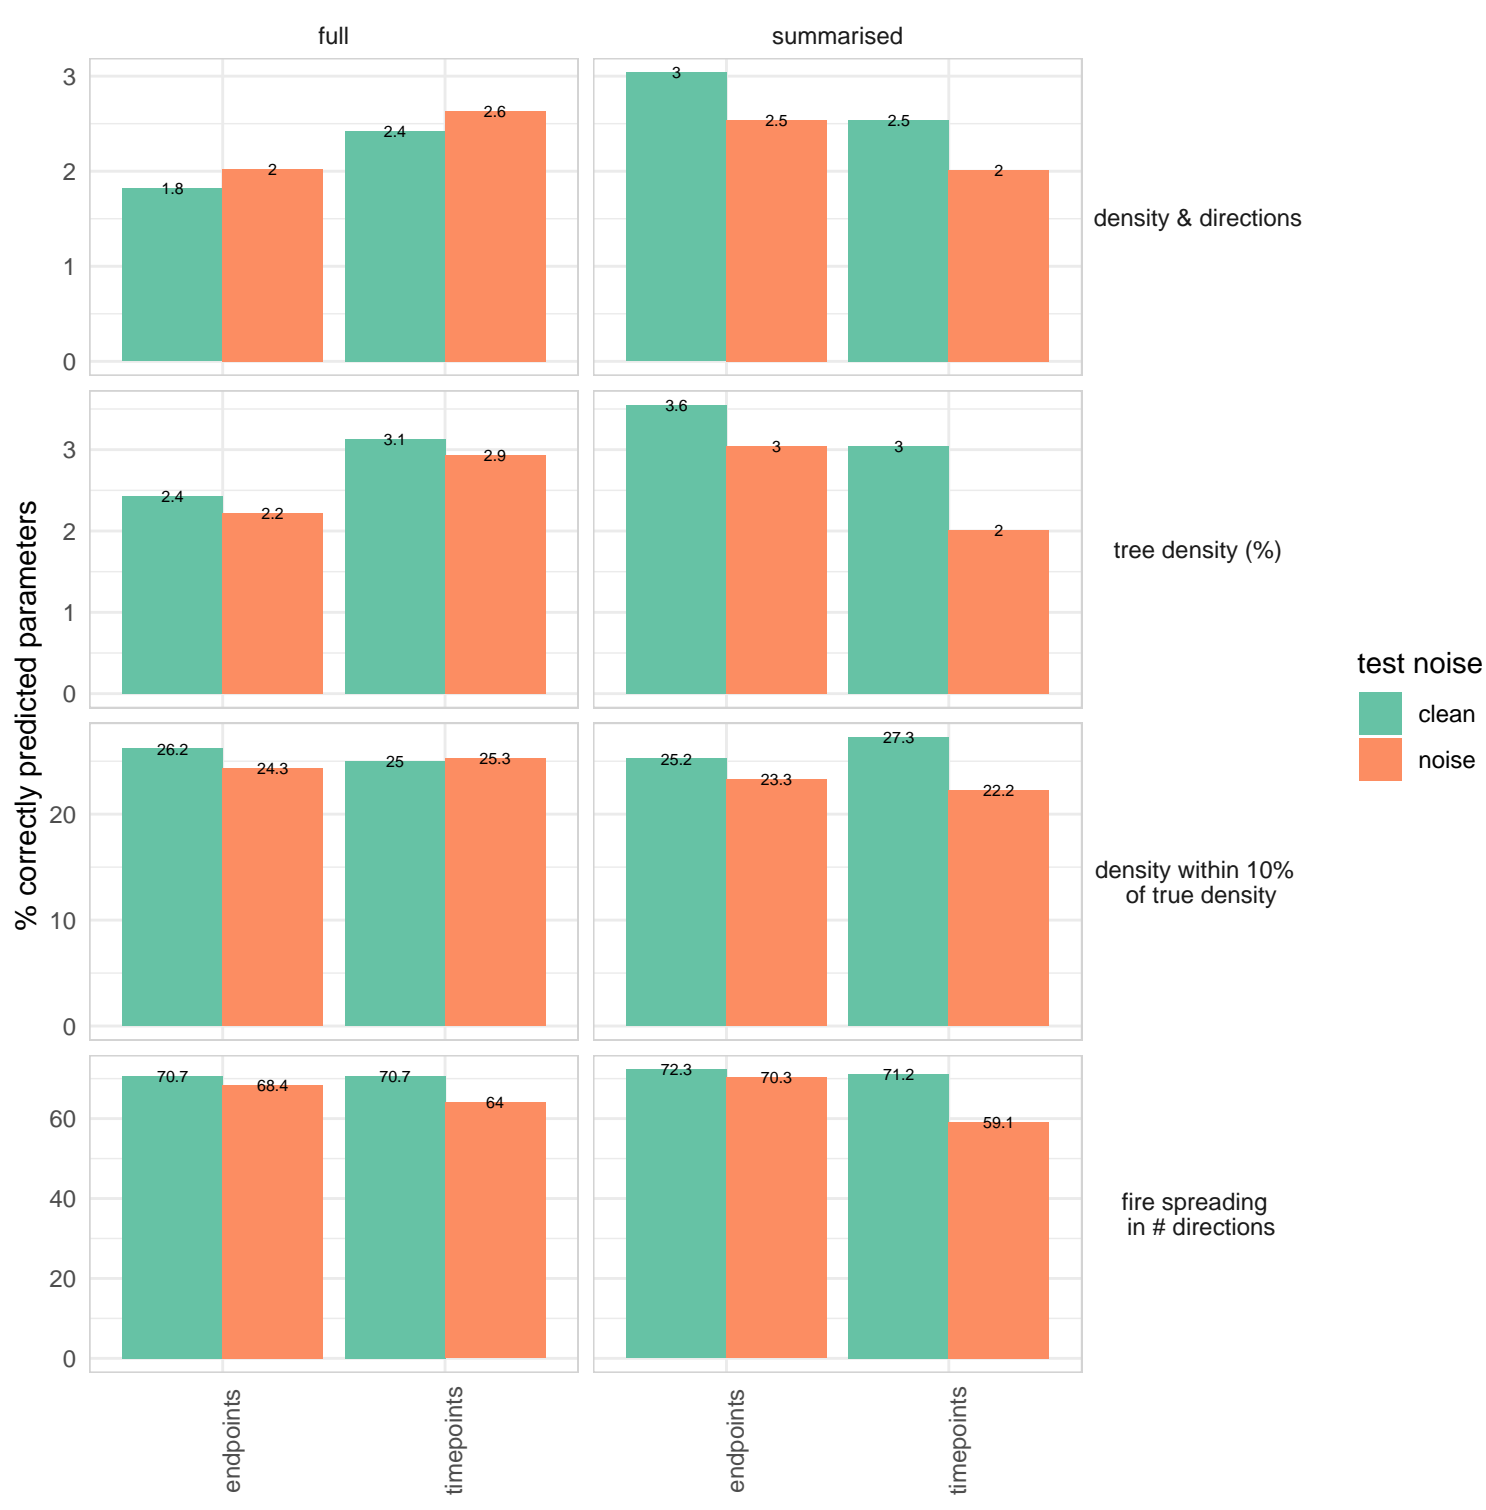 full
summarised
3
2
1
0
1.8
2
2.4
2.6
3
2.5
2.5
2
density & directions
3
2
1
0
2.4
2.2
3.1
2.9
3.6
3
3
2
tree density (%)
20
10
0
26.2
24.3
25
25.3
25.2
23.3
27.3
22.2
density within 10%
of true density
60
40
20
0
70.7
68.4
70.7
64
72.3
70.3
71.2
59.1
fire spreading
in # directions
endpoints
timepoints
endpoints
timepoints
% correctly predicted parameters
test noise
clean
noise